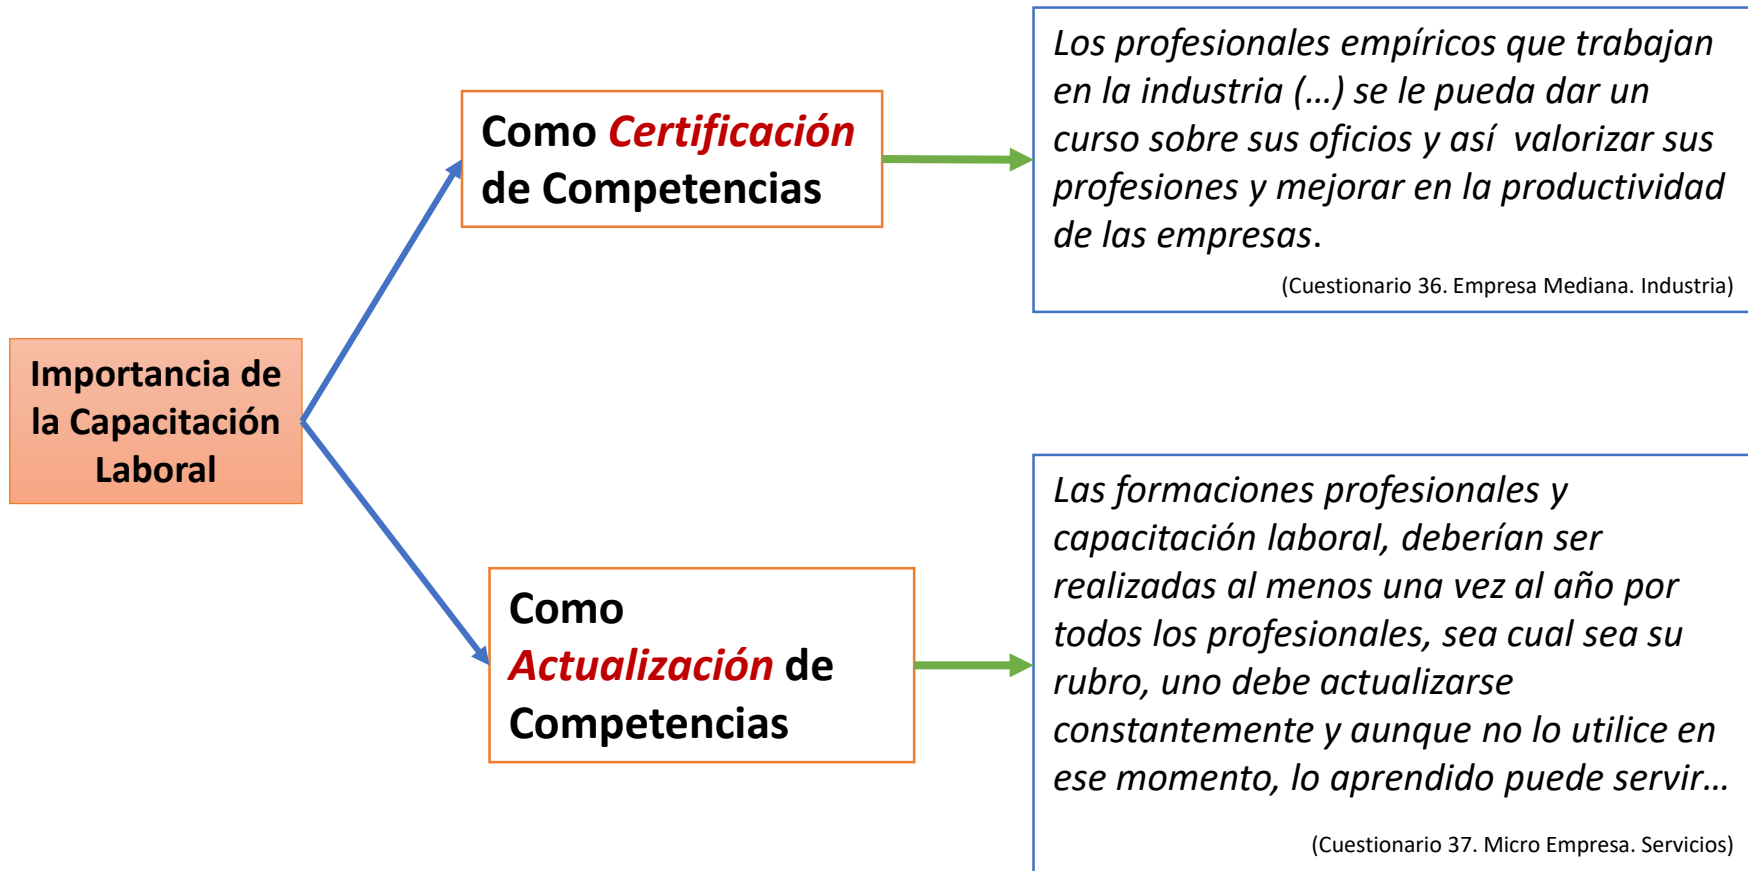 Importancia de
la Capacitación
Laboral
Como Certificación
de Competencias
Los profesionales empíricos que trabajan
en la industria (…) se le pueda dar un
curso sobre sus oficios y así  valorizar sus
profesiones y mejorar en la productividad
de las empresas.
(Cuestionario 36. Empresa Mediana. Industria)
Como
Actualización de
Competencias
Las formaciones profesionales y
capacitación laboral, deberían ser
realizadas al menos una vez al año por
todos los profesionales, sea cual sea su
rubro, uno debe actualizarse
constantemente y aunque no lo utilice en
ese momento, lo aprendido puede servir…
(Cuestionario 37. Micro Empresa. Servicios)